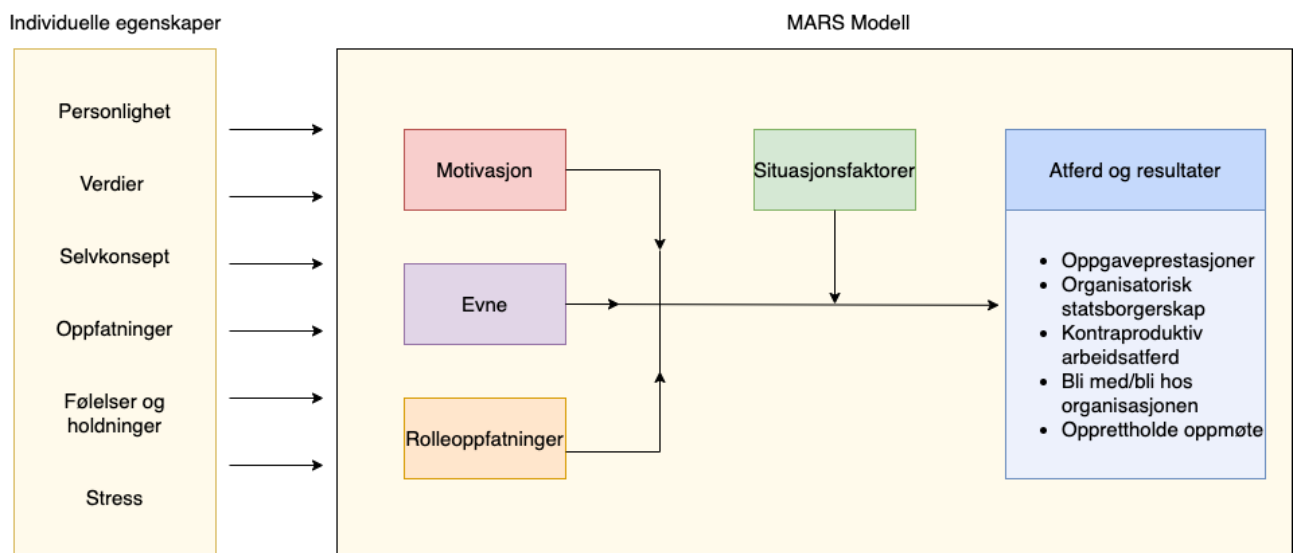 Individuelle egenskaper
MARS Modell
Personlighet
Verdier
Selvkonsept
Oppfatninger
Følelser og
holdninger
Stress
Motivasjon
Evne
Rolleoppfatninger
Situasjonsfaktorer
Atferd og resultater
• Oppgaveprestasjoner
• Organisatorisk
statsborgerskap
• Kontraproduktiv
arbeidsatferd
• Bli med/bli hos
organisasjonen
• Opprettholde oppmøte